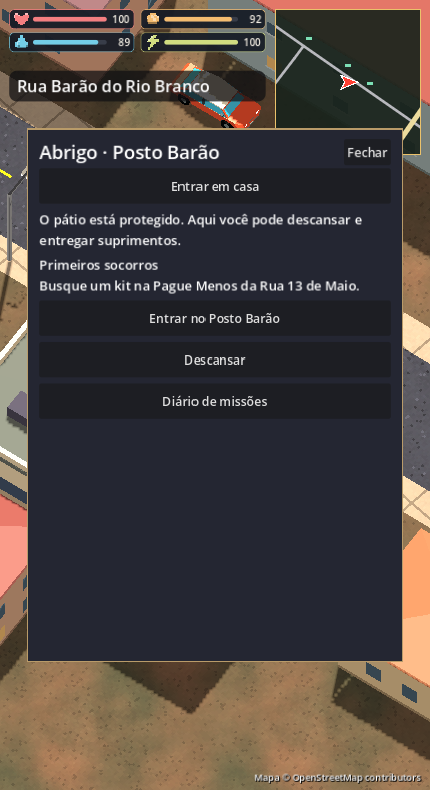 100
92
89
100
Rua Barão do Rio Branco
Abrigo · Posto Barão
Fechar
Entrar em casa
O pátio está protegido. Aqui você pode descansar e
entregar suprimentos.
Primeiros socorros
Busque um kit na Pague Menos da Rua 13 de Maio.
Entrar no Posto Barão
Descansar
Diário de missões
Mapa © OpenStreetMap contributors